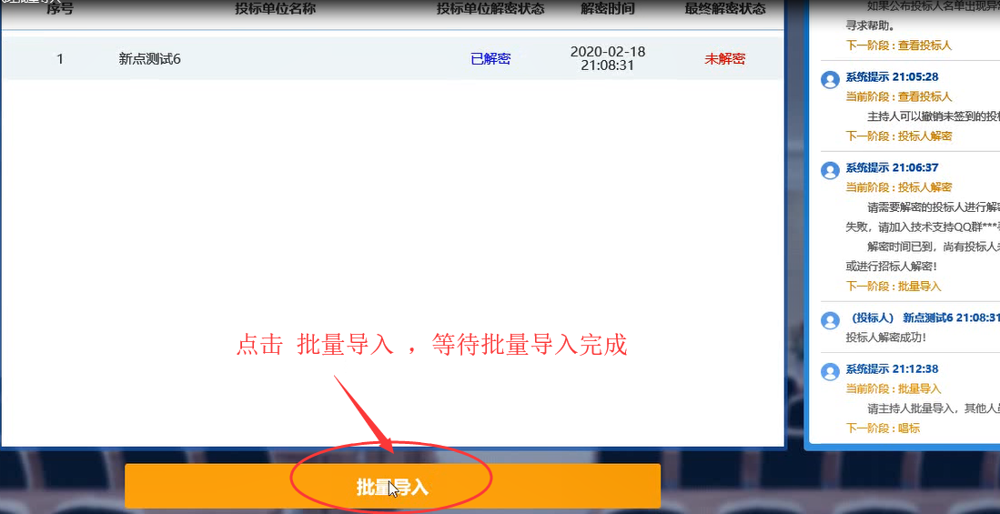 序号 投标单位名称 投标单位解密状态 解密时间 最终解密状态
1 新点测试6 已解密 2020-02-18 21:08:31 未解密
点击 批量导入 ，等待批量导入完成
批量导入
如果公布投标人名单出现异常
寻求帮助。
下一阶段：查看投标人
系统提示 21:05:28
当前阶段：查看投标人
主持人可以撤销未签到的投标
下一阶段：投标人解密
系统提示 21:06:37
当前阶段：投标人解密
请需要解密的投标人进行解密
失败，请加入技术支持QQ群***寻
解密时间已到，尚有投标人未
或进行招标人解密！
下一阶段：批量导入
（投标人） 新点测试6 21:08:31
投标人解密成功！
系统提示 21:12:38
当前阶段：批量导入
请主持人批量导入，其他人员
下一阶段：唱标